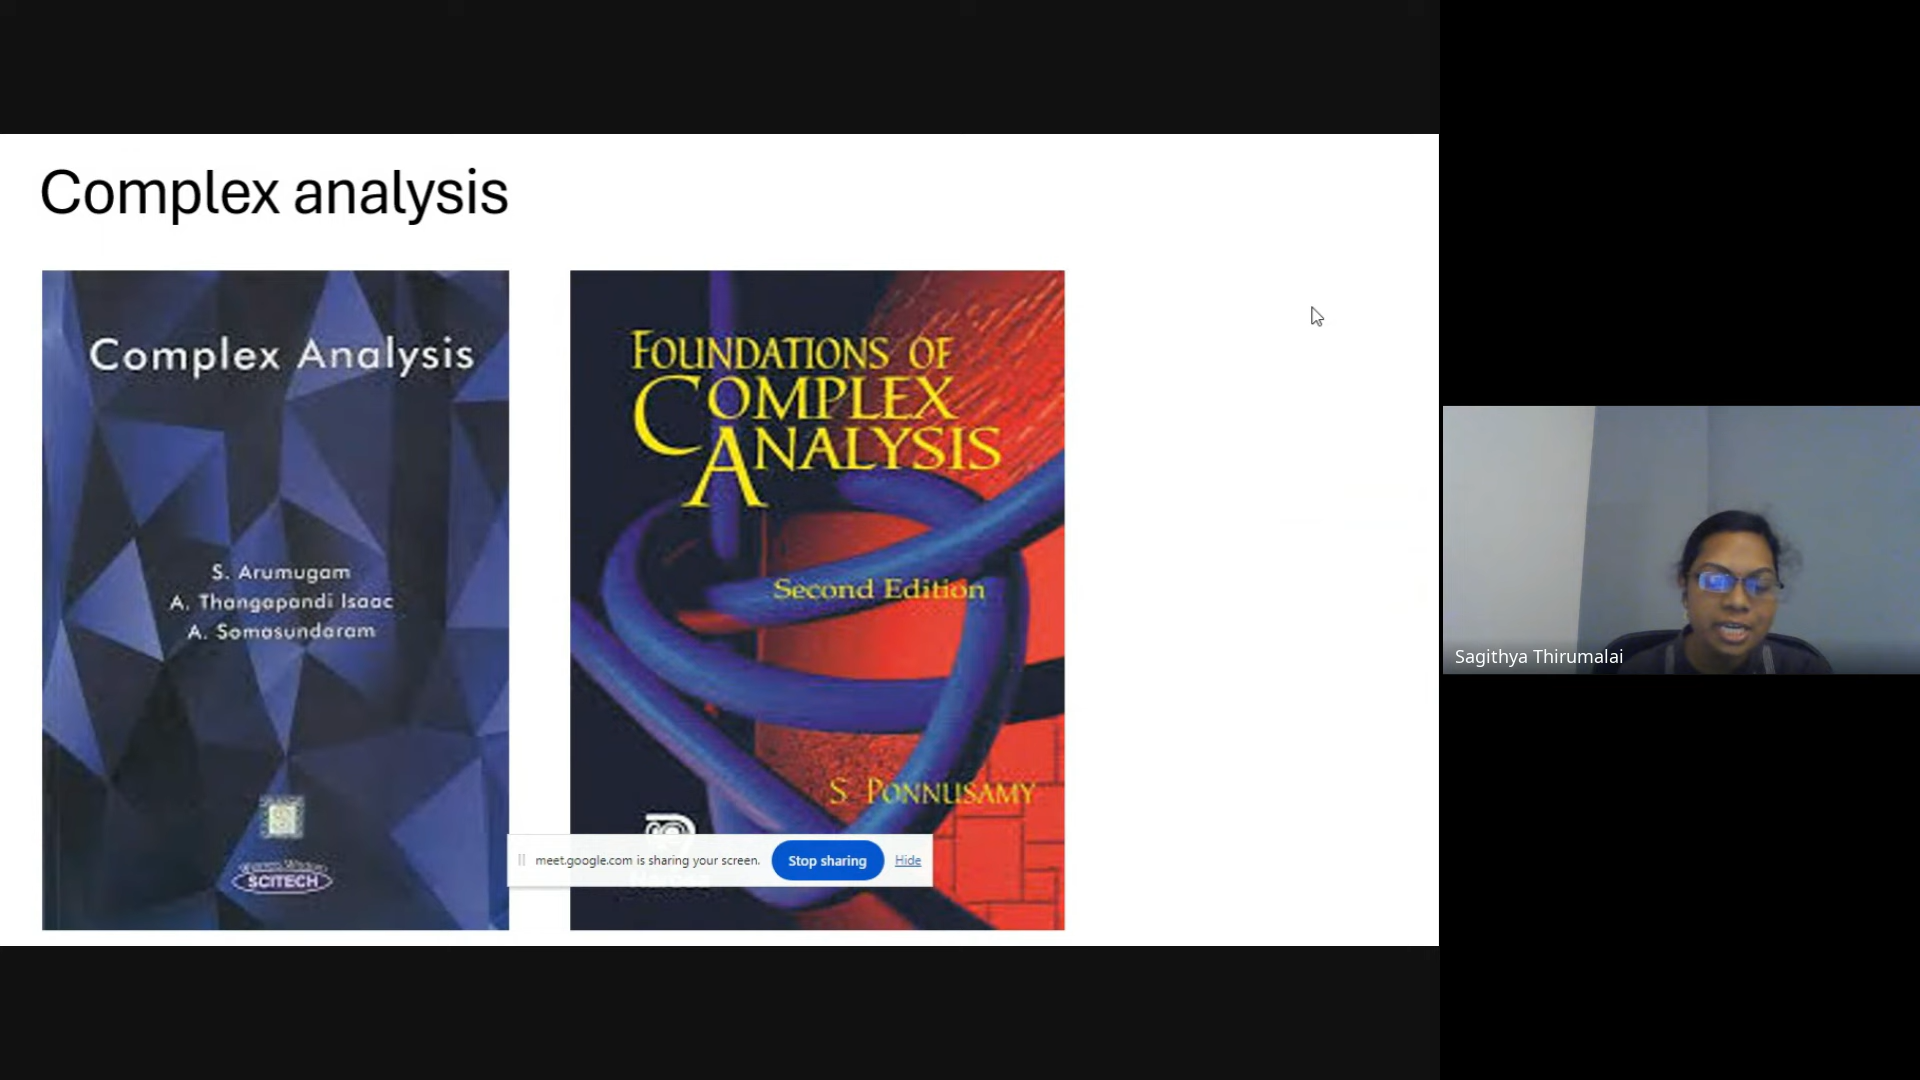 Complex analysis
Complex Analysis
S. Arumugam
A. Thangapandi Isaac
A. Somasundaram
SCITECH
FOUNDATIONS OF
COMPLEX
ANALYSIS
Second Edition
S PONNUSAMY
meet.google.com is sharing your screen.
Stop sharing
Hide
Sagithya Thirumalai